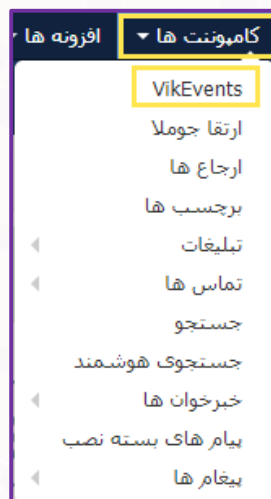 کامپوننت ها افزونه ها
VikEvents
ارتقا جوملا
ارجاع ها
برچسب ها
تبلیغات
تماس ها
جستجو
جستجوی هوشمند
خبرخوان ها
پیام های بسته نصب
پیغام ها